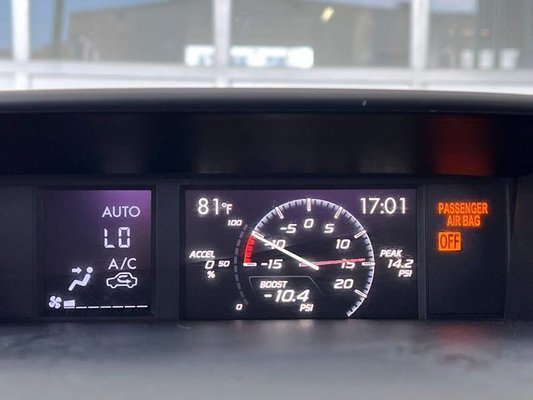 AUTO
LO
A/C
81°F
17:01
ACCEL
0
%
100
50
0
-15
-10
-5
0
5
10
15
20
BOOST
-10.4
PSI
PEAK
14.2
PSI
PASSENGER
AIR BAG
OFF